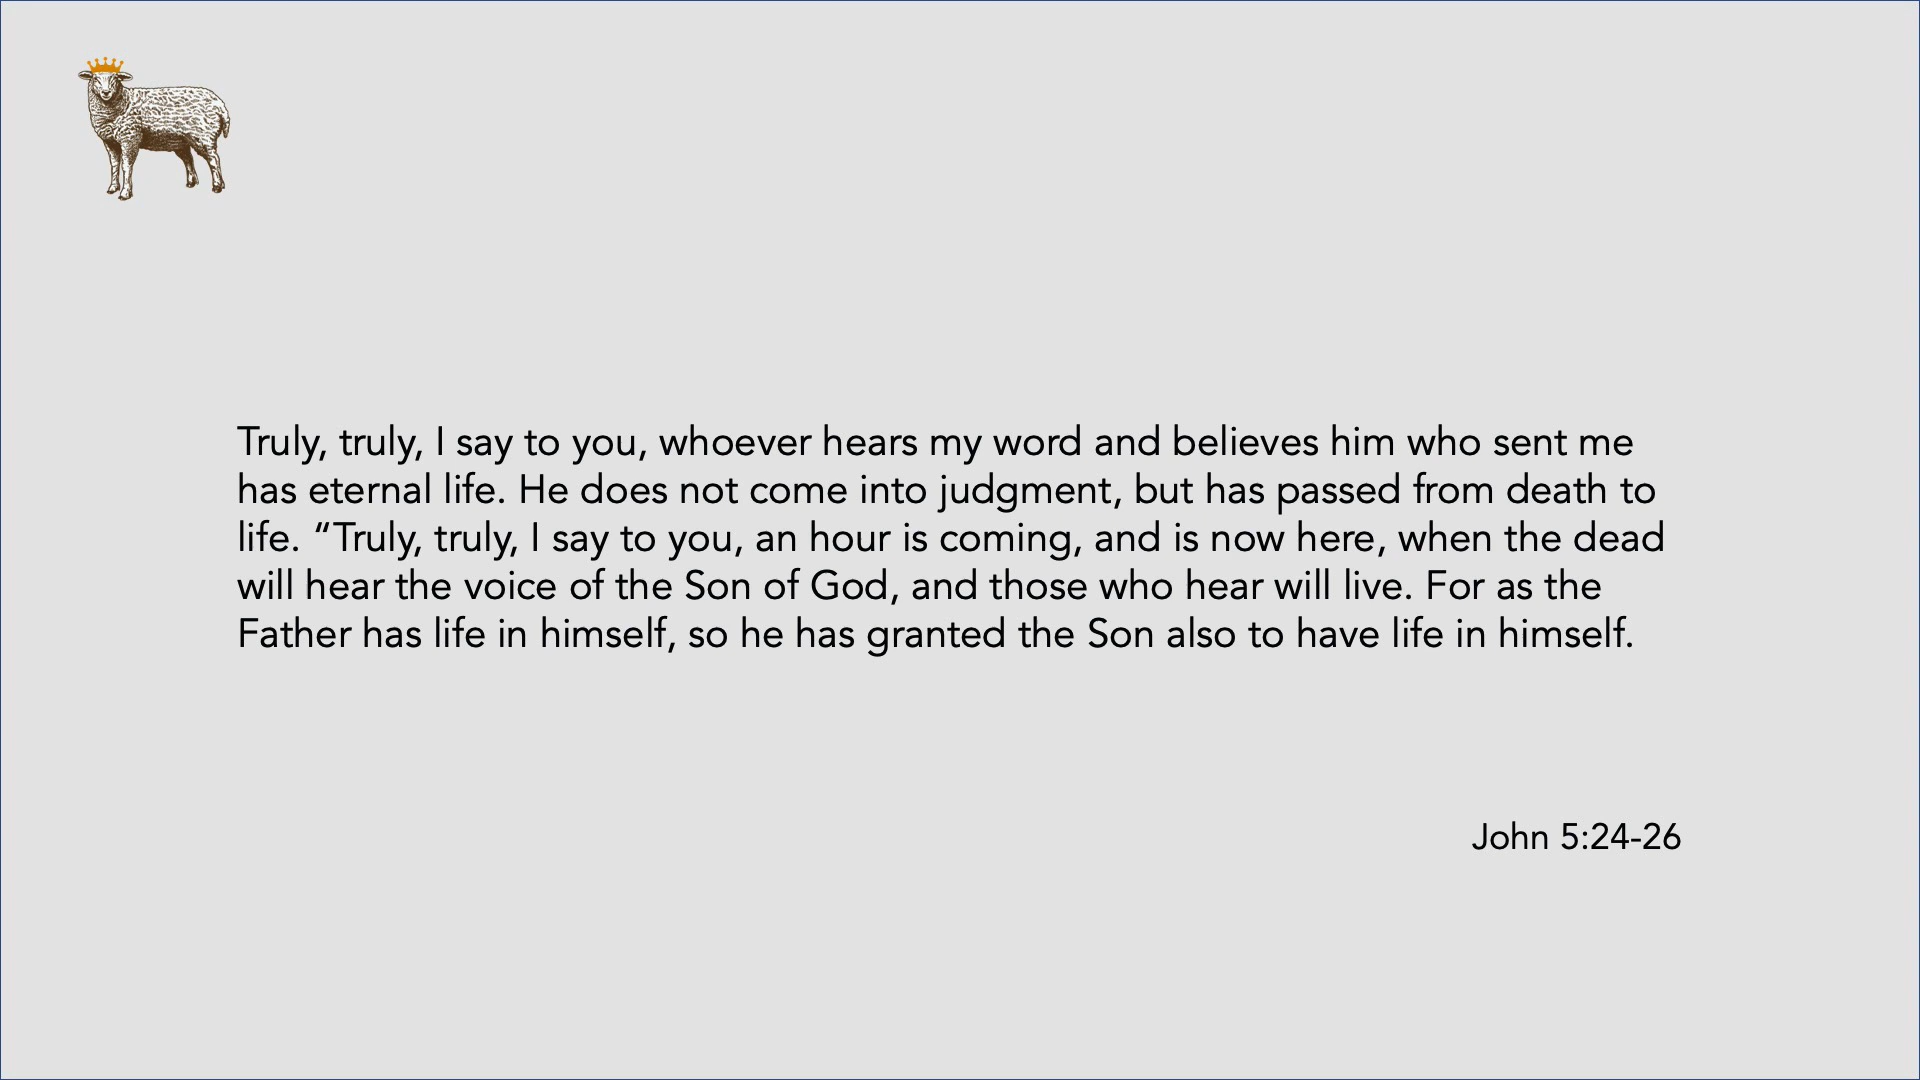 Truly, truly, I say to you, whoever hears my word and believes him who sent me
has eternal life. He does not come into judgment, but has passed from death to
life. “Truly, truly, I say to you, an hour is coming, and is now here, when the dead
will hear the voice of the Son of God, and those who hear will live. For as the
Father has life in himself, so he has granted the Son also to have life in himself.
John 5:24-26